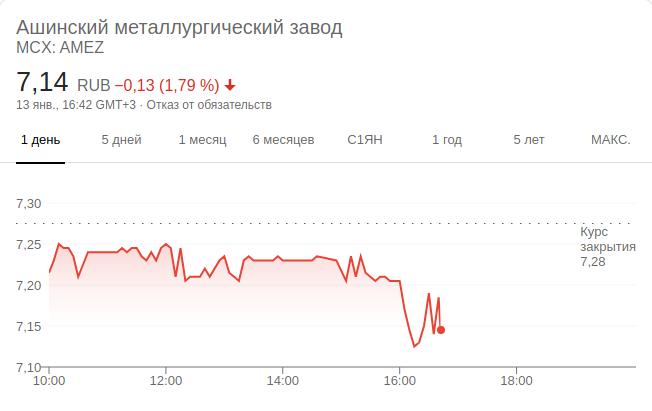 Ашинский металлургический завод
MCX: AMEZ
7,14 RUB −0,13 (1,79 %)
13 янв., 16:42 GMT+3 · Отказ от обязательств
1 день 5 дней 1 месяц 6 месяцев С1ЯН 1 год 5 лет МАКС.
7,30
Курс
закрытия
7,28
7,25
7,20
7,15
7,10
10:00 12:00 14:00 16:00 18:00